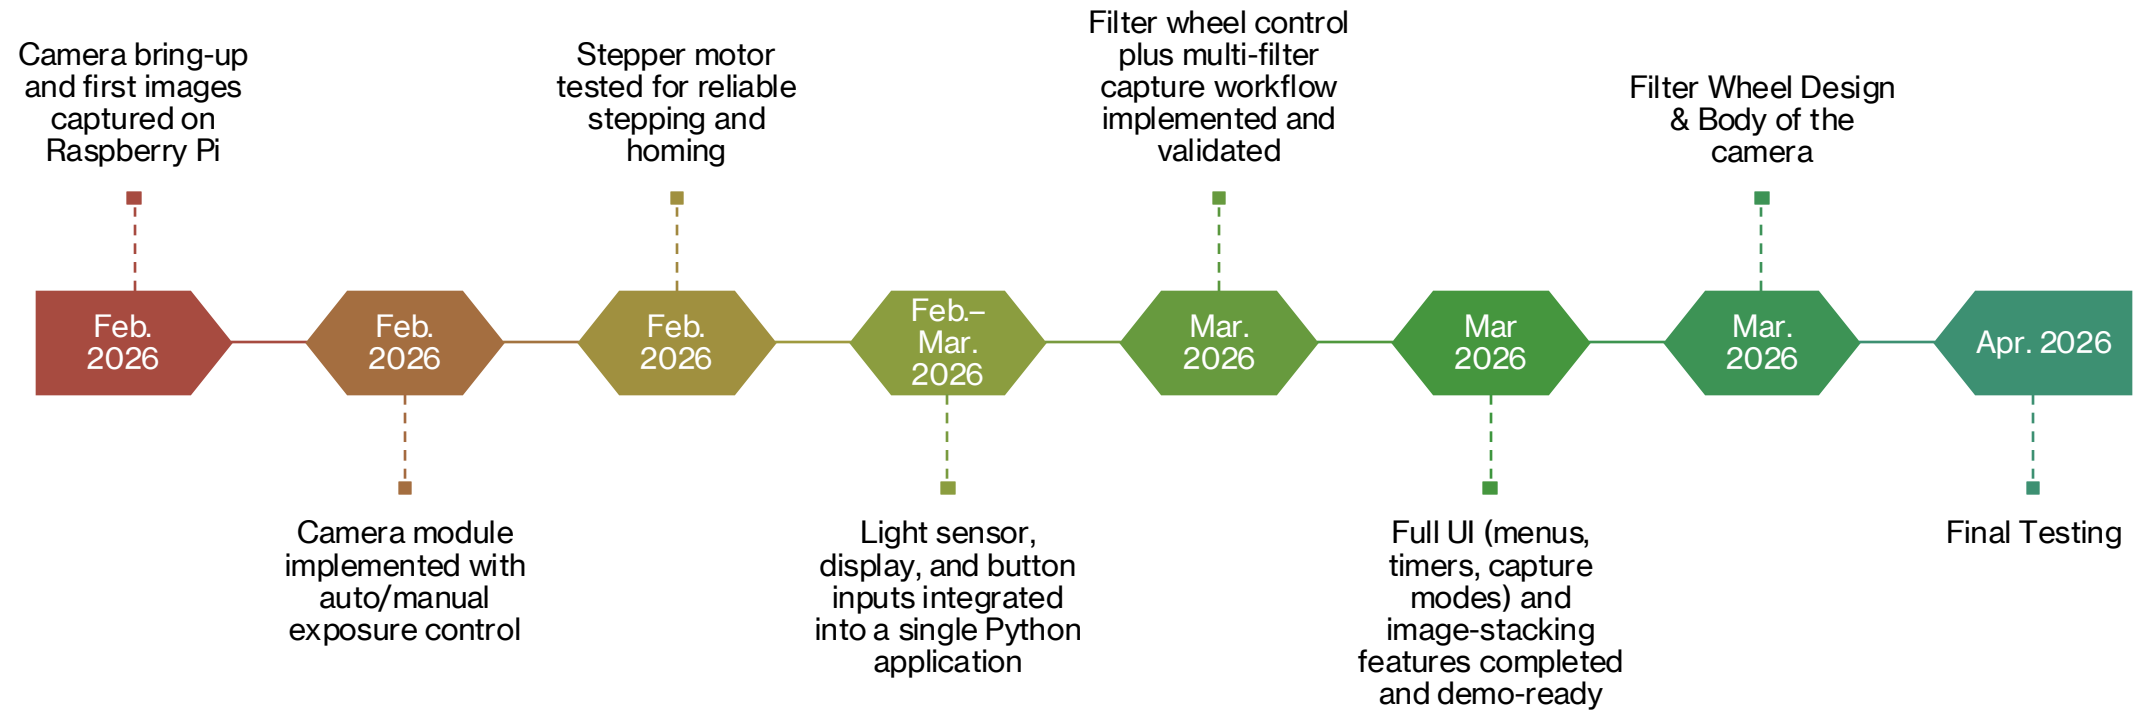 Camera bring-up
and first images
captured on
Raspberry Pi
Feb.
2026
Feb.
2026
Camera module
implemented with
auto/manual
exposure control
Stepper motor
tested for reliable
stepping and
homing
Feb.
2026
Feb.–
Mar.
2026
Light sensor,
display, and button
inputs integrated
into a single Python
application
Filter wheel control
plus multi-filter
capture workflow
implemented and
validated
Mar.
2026
Mar
2026
Full UI (menus,
timers, capture
modes) and
image-stacking
features completed
and demo-ready
Filter Wheel Design
& Body of the
camera
Mar.
2026
Apr. 2026
Final Testing